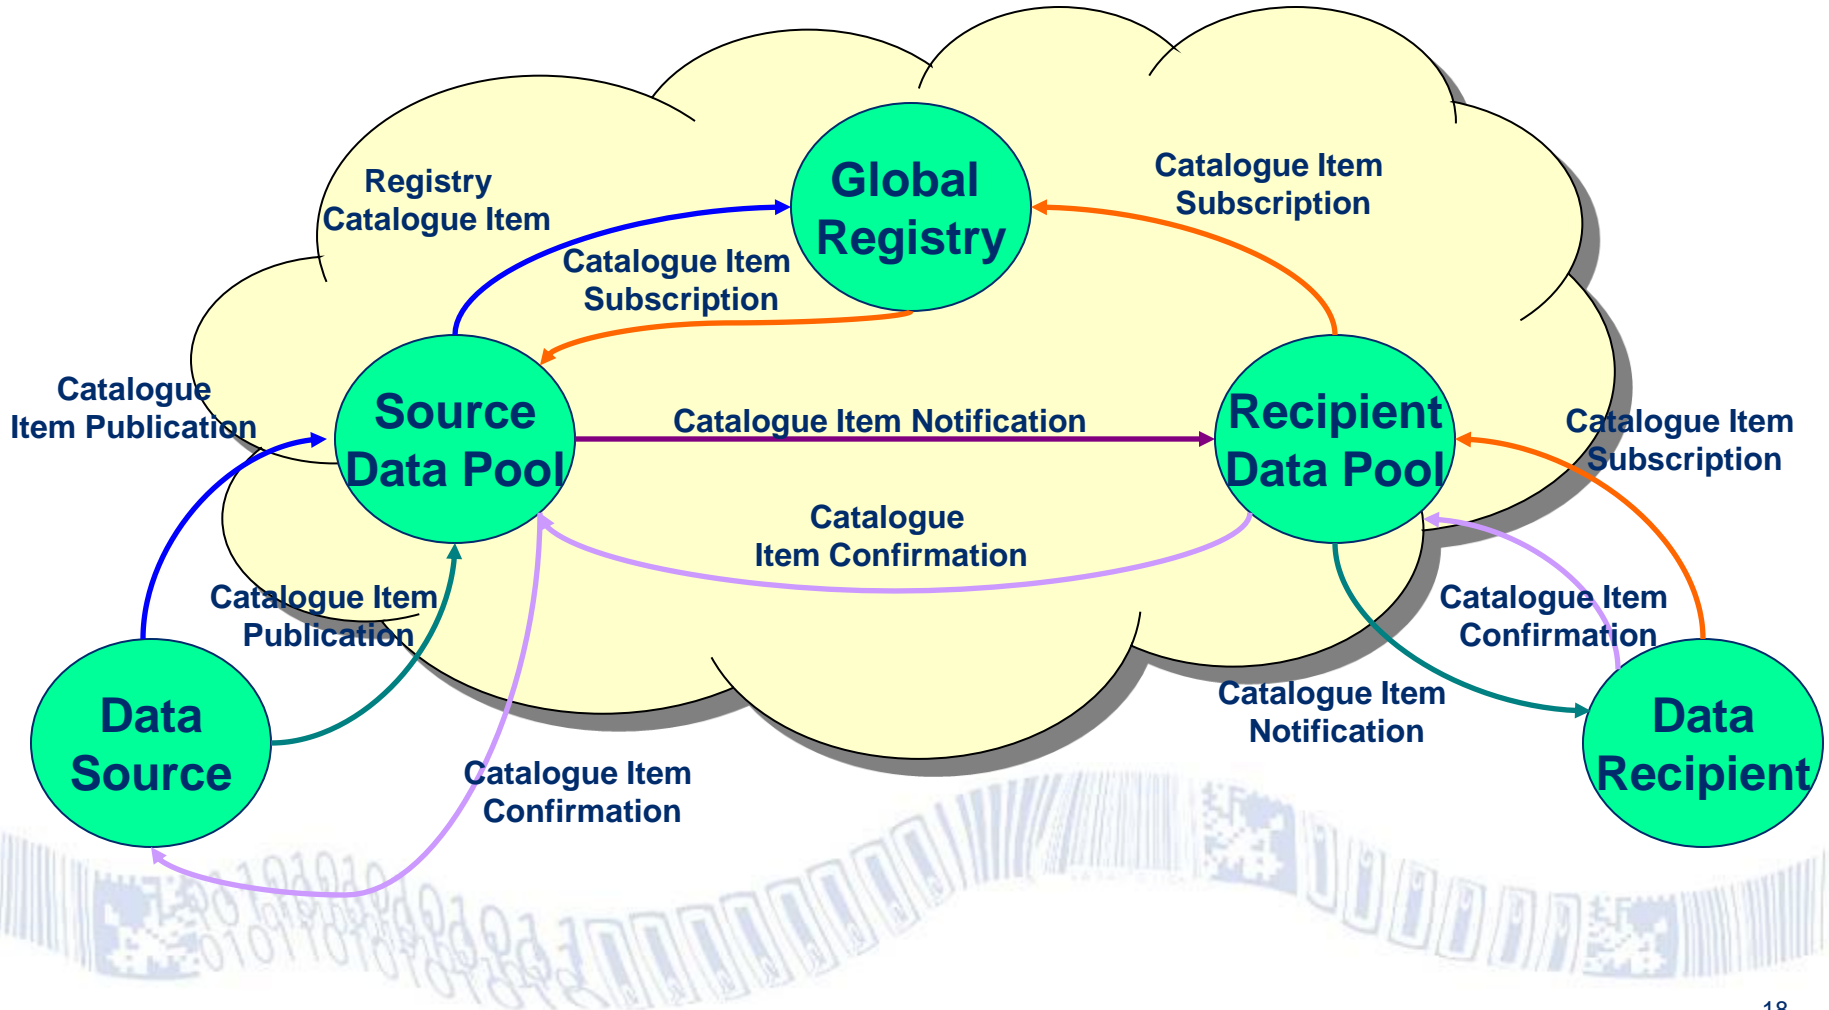 Global
Registry
Registry
Catalogue Item
Catalogue Item
Subscription
Catalogue Item
Subscription
Catalogue
Item Publication
Source
Data Pool
Catalogue Item Notification
Recipient
Data Pool
Catalogue Item
Subscription
Catalogue
Item Confirmation
Catalogue Item
Publication
Catalogue Item
Confirmation
Data
Source
Catalogue Item
Notification
Data
Recipient
Catalogue Item
Confirmation
18